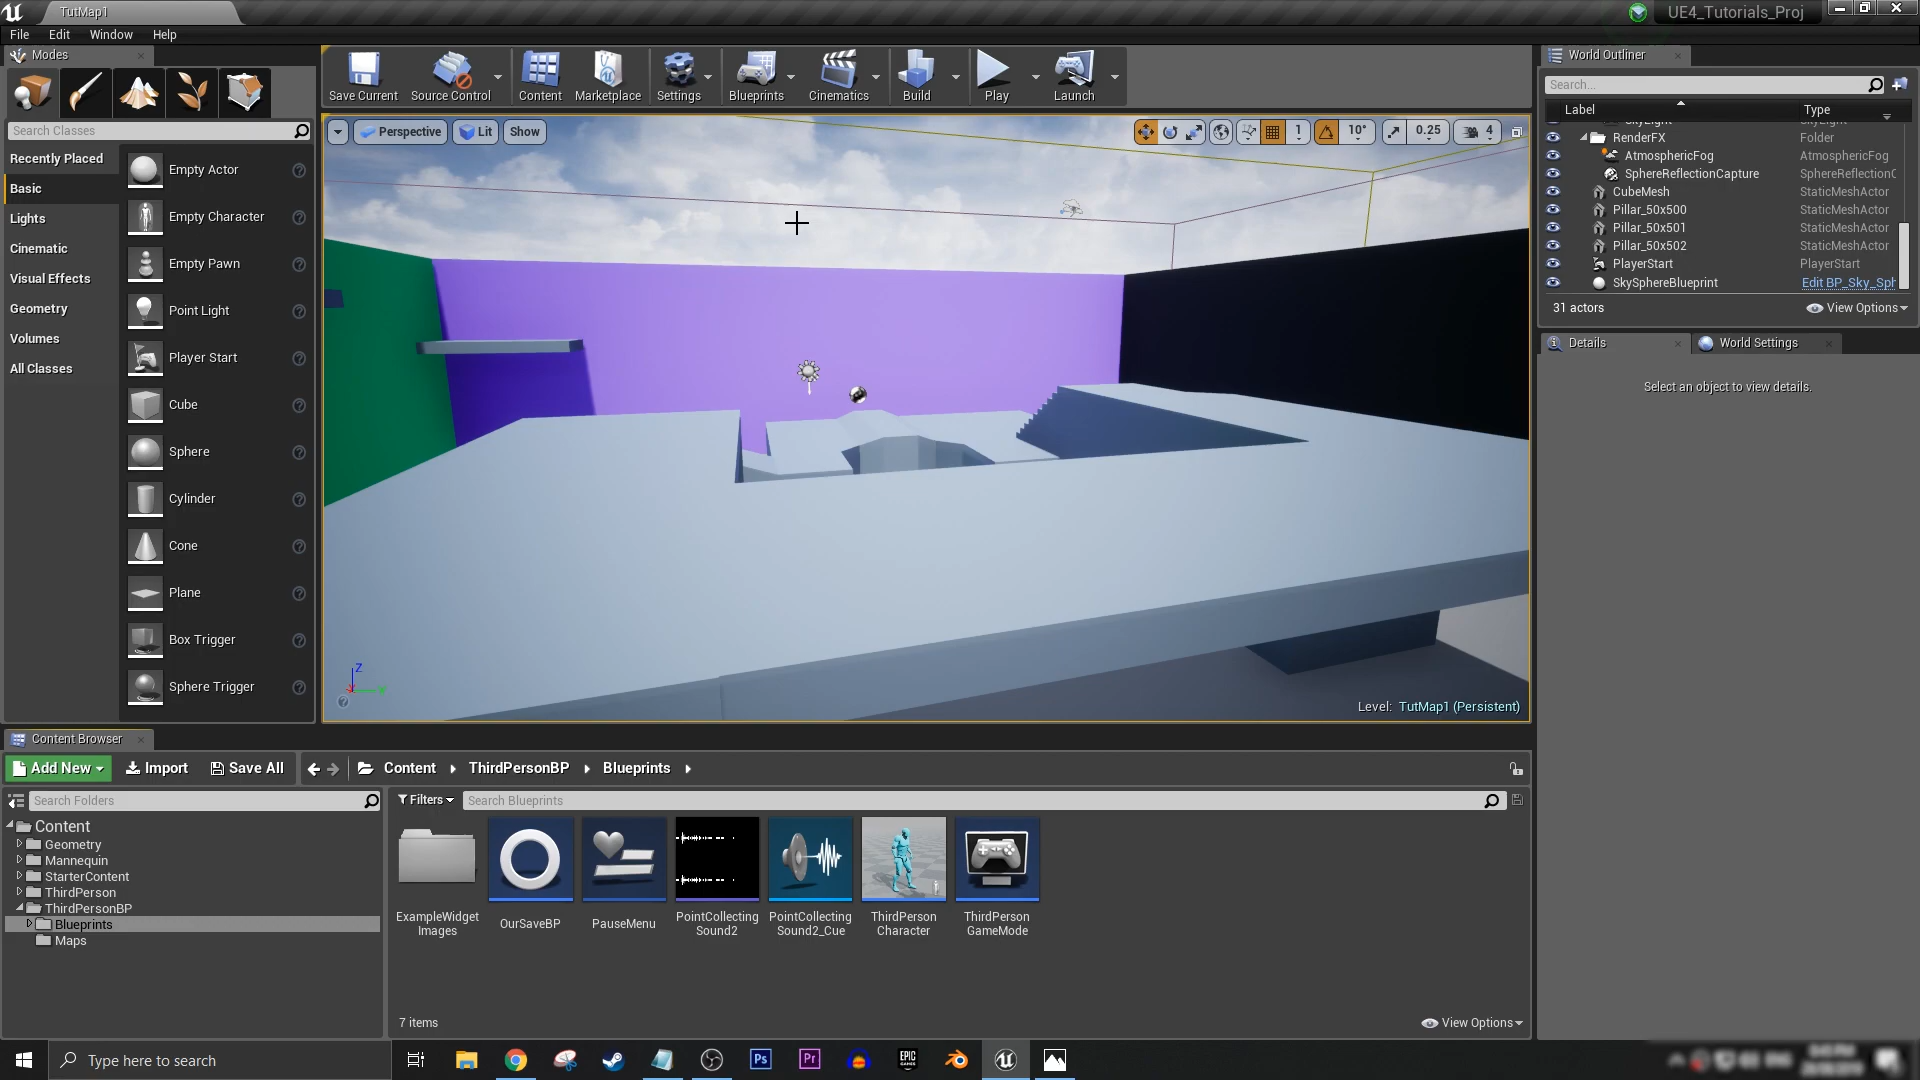 TutMap1
UE4_Tutorials_Proj
File Edit Window Help
Modes
Search Classes
Recently Placed
Basic
Lights
Cinematic
Visual Effects
Geometry
Volumes
All Classes
Empty Actor
Empty Character
Empty Pawn
Point Light
Player Start
Cube
Sphere
Cylinder
Cone
Plane
Box Trigger
Sphere Trigger
Save Current Source Control Content Marketplace Settings Blueprints Cinematics Build Play Launch
Perspective Lit Show
1 10° 0.25 4
Level: TutMap1 (Persistent)
World Outliner
Search...
Label Type
SkyLight
RenderFX Folder
AtmosphericFog AtmosphericFog
SphereReflectionCapture SphereReflectionC
CubeMesh StaticMeshActor
Pillar_50x500 StaticMeshActor
Pillar_50x501 StaticMeshActor
Pillar_50x502 StaticMeshActor
PlayerStart PlayerStart
SkySphereBlueprint Edit BP_Sky_Sph
31 actors View Options
Details World Settings
Select an object to view details.
Content Browser
Add New Import Save All Content ThirdPersonBP Blueprints
Search Folders
Content
Geometry
Mannequin
StarterContent
ThirdPerson
ThirdPersonBP
Blueprints
Maps
Filters Search Blueprints
ExampleWidget
Images
OurSaveBP
PauseMenu
PointCollecting
Sound2
PointCollecting
Sound2_Cue
ThirdPerson
Character
ThirdPerson
GameMode
7 items View Options
Type here to search
Ps
Pr
EPIC
GAMES